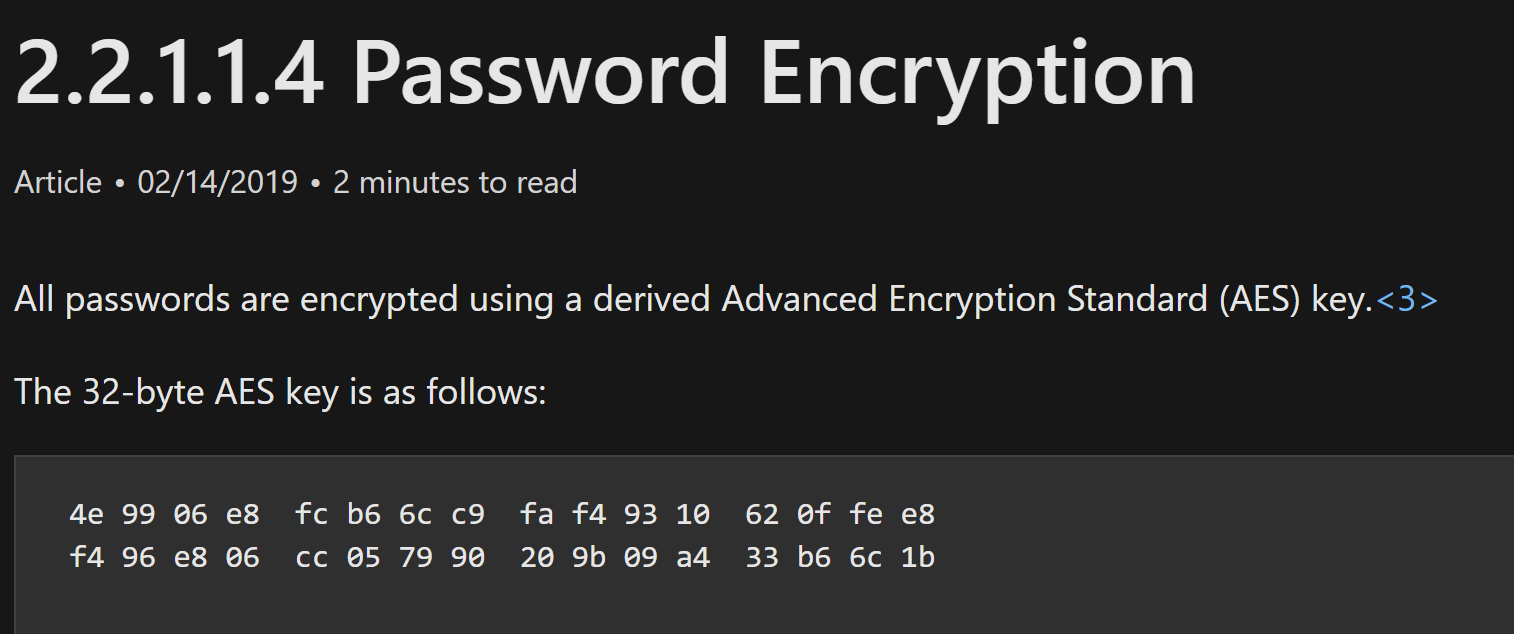 2.2.1.1.4 Password Encryption
Article • 02/14/2019 • 2 minutes to read
All passwords are encrypted using a derived Advanced Encryption Standard (AES) key.<3>
The 32-byte AES key is as follows:
4e 99 06 e8  fc b6 6c c9  fa f4 93 10  62 0f fe e8
f4 96 e8 06  cc 05 79 90  20 9b 09 a4  33 b6 6c 1b